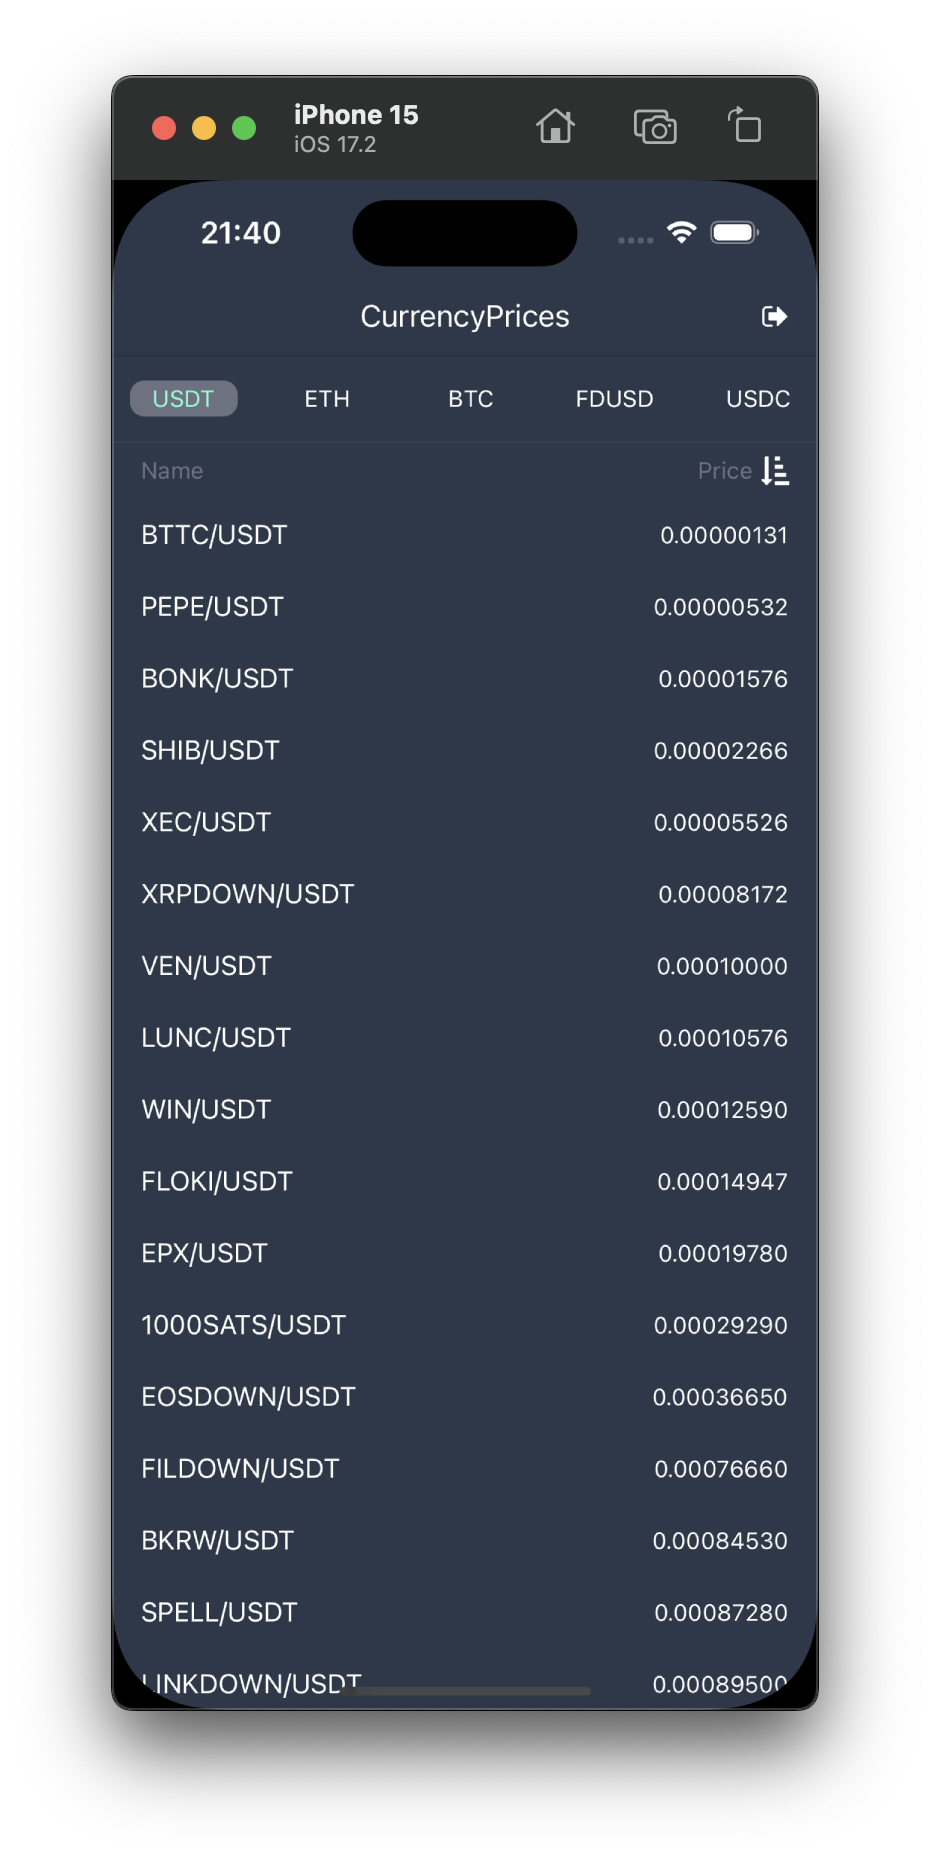 iPhone 15
iOS 17.2
21:40
CurrencyPrices
USDT ETH BTC FDUSD USDC
Name Price
BTTC/USDT 0.00000131
PEPE/USDT 0.00000532
BONK/USDT 0.00001576
SHIB/USDT 0.00002266
XEC/USDT 0.00005526
XRPDOWN/USDT 0.00008172
VEN/USDT 0.00010000
LUNC/USDT 0.00010576
WIN/USDT 0.00012590
FLOKI/USDT 0.00014947
EPX/USDT 0.00019780
1000SATS/USDT 0.00029290
EOSDOWN/USDT 0.00036650
FILDOWN/USDT 0.00076660
BKRW/USDT 0.00084530
SPELL/USDT 0.00087280
LINKDOWN/USDT 0.00089500